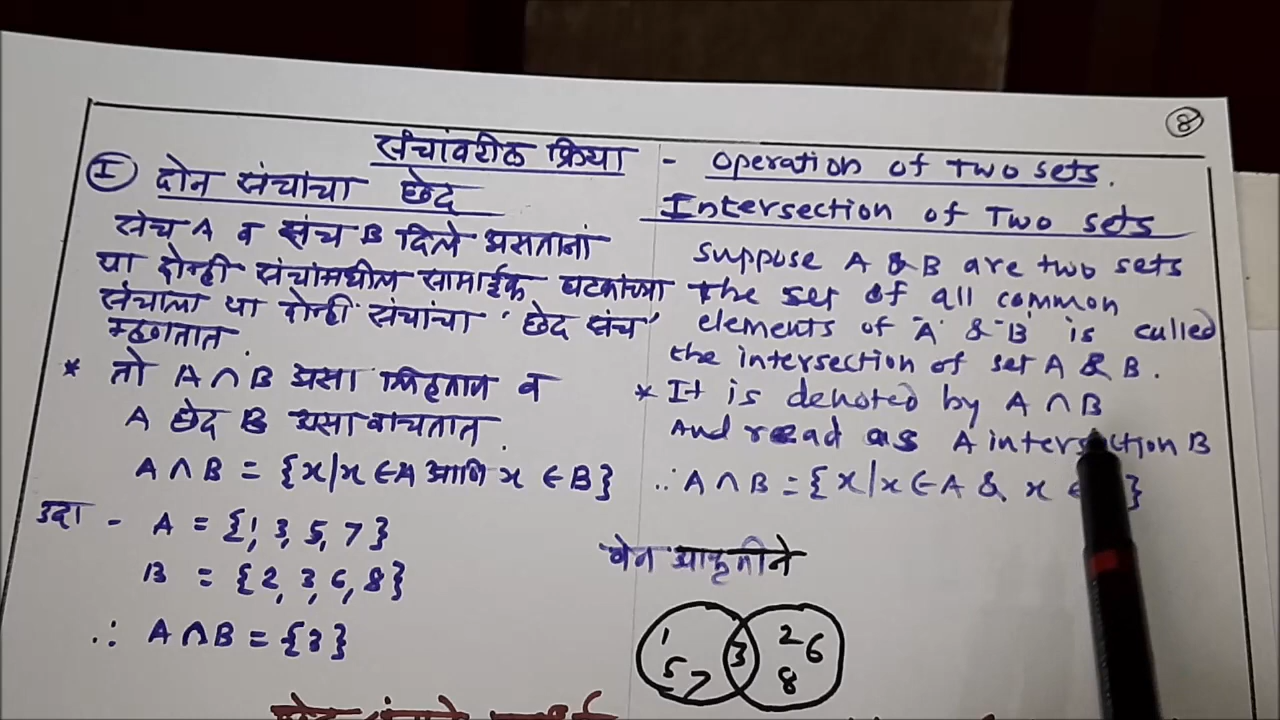 8
संचांवरील क्रिया - Operation of Two sets.
I दोन संचांचा छेद
संच A व संच B दिले असतानां
या दोन्ही संचांमधील सामाईक घटकांच्या
संचाला या दोन्ही संचांचा 'छेद संच'
म्हणतात.
* तो A ∩ B असा लिहतात व
A छेद B असा वाचतात.
A ∩ B = {x/x ∈ A आणि x ∈ B}
उदा - A = {1, 3, 5, 7}
B = {2, 3, 6, 8}
∴ A ∩ B = {3}
Intersection of Two sets
suppose A & B are two sets
the set of all common
elements of "A" & "B" is called
the intersection of set A & B.
* It is denoted by A ∩ B
And read as A intersection B
∴ A ∩ B = {x/x ∈ A & x ∈ }
वेन आकृतीने
1 5 7 3 2 6 8